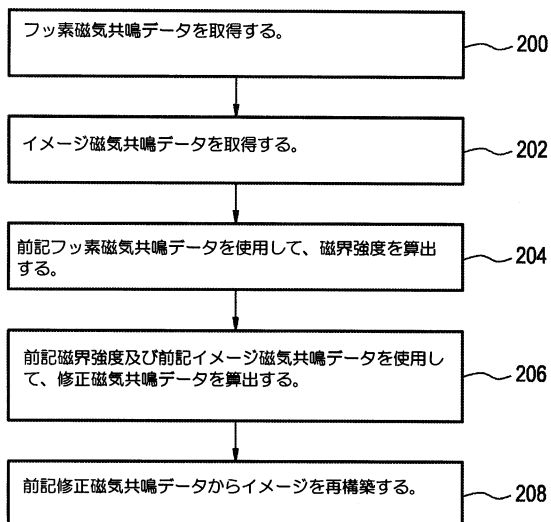 フッ素磁気共鳴データを取得する。
200
イメージ磁気共鳴データを取得する。
202
前記フッ素磁気共鳴データを使用して、磁界強度を算出
する。
204
前記磁界強度及び前記イメージ磁気共鳴データを使用し
て、修正磁気共鳴データを算出する。
206
前記修正磁気共鳴データからイメージを再構築する。
208